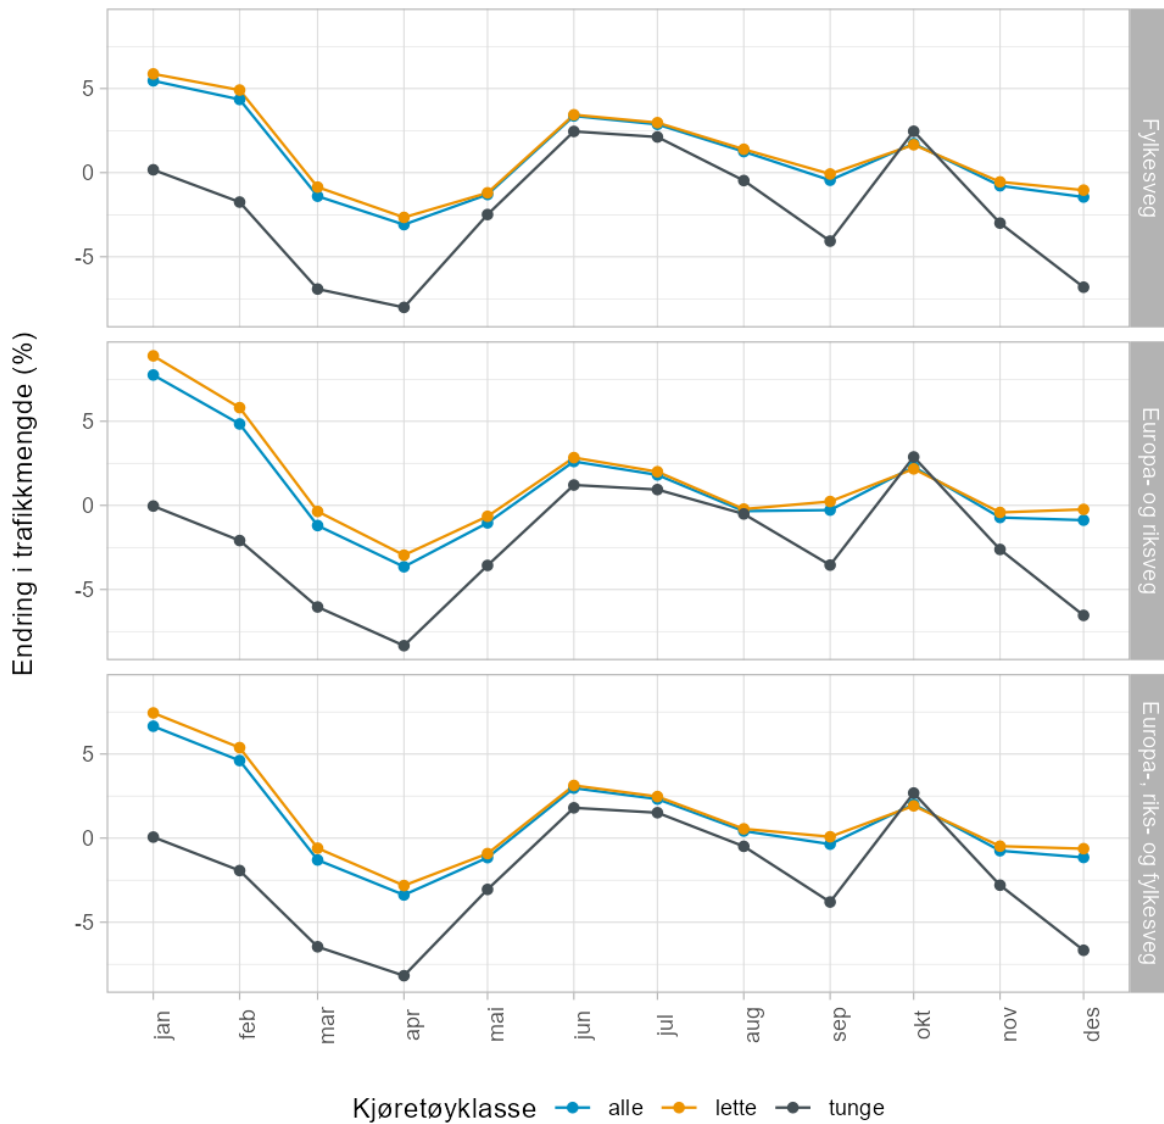 Endring i trafikkmengde (%)
5
0
-5
Fylkesveg
5
0
-5
Europa- og riksveg
5
0
-5
Europa-, riks- og fylkesveg
jan feb mar apr mai jun jul aug sep okt nov des
Kjøretøyklasse alle lette tunge